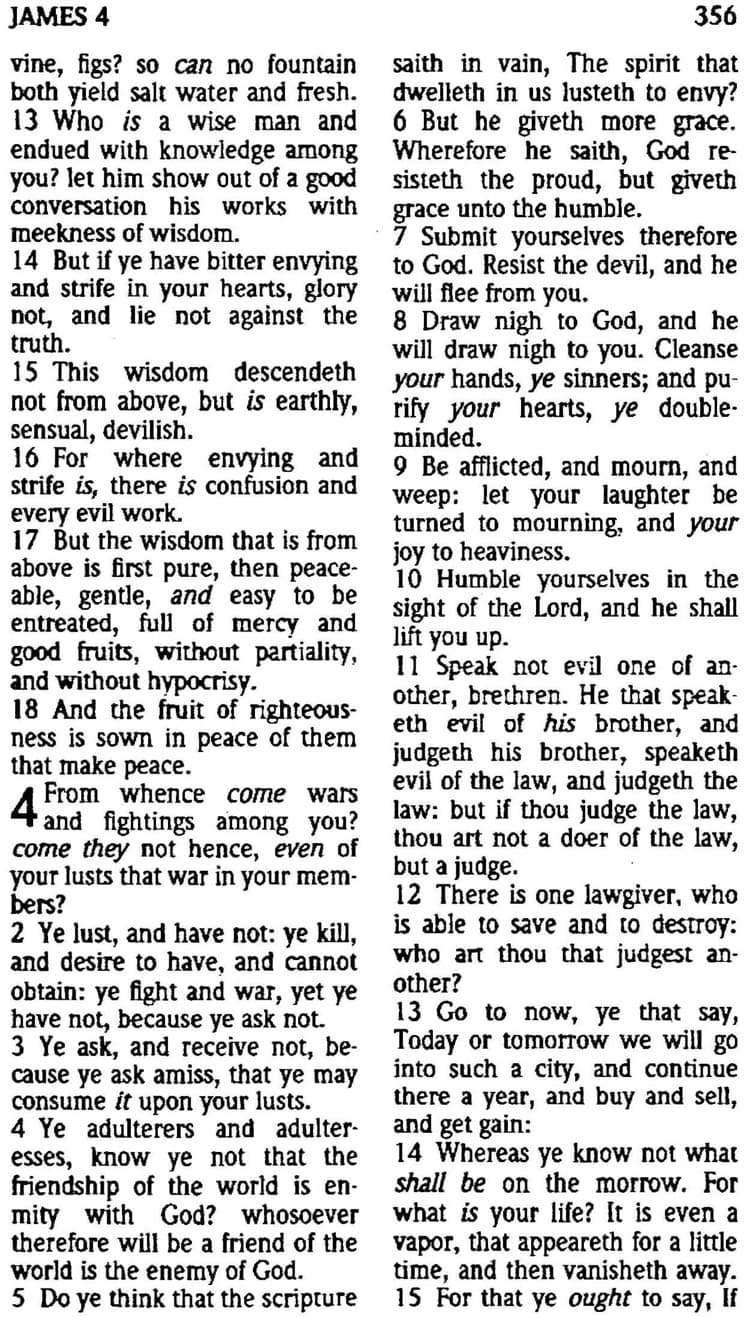 JAMES 4
356
vine, figs? so can no fountain
both yield salt water and fresh.
13 Who is a wise man and
endued with knowledge among
you? let him show out of a good
conversation his works with
meekness of wisdom.
14 But if ye have bitter envying
and strife in your hearts, glory
not, and lie not against the
truth.
15 This wisdom descendeth
not from above, but is earthly,
sensual, devilish.
16 For where envying and
strife is, there is confusion and
every evil work.
17 But the wisdom that is from
above is first pure, then peace-
able, gentle, and easy to be
entreated, full of mercy and
good fruits, without partiality,
and without hypocrisy.
18 And the fruit of righteous-
ness is sown in peace of them
that make peace.
4 From whence come wars
and fightings among you?
come they not hence, even of
your lusts that war in your mem-
bers?
2 Ye lust, and have not: ye kill,
and desire to have, and cannot
obtain: ye fight and war, yet ye
have not, because ye ask not.
3 Ye ask, and receive not, be-
cause ye ask amiss, that ye may
consume it upon your lusts.
4 Ye adulterers and adulter-
esses, know ye not that the
friendship of the world is en-
mity with God? whosoever
therefore will be a friend of the
world is the enemy of God.
5 Do ye think that the scripture
saith in vain, The spirit that
dwelleth in us lusteth to envy?
6 But he giveth more grace.
Wherefore he saith, God re-
sisteth the proud, but giveth
grace unto the humble.
7 Submit yourselves therefore
to God. Resist the devil, and he
will flee from you.
8 Draw nigh to God, and he
will draw nigh to you. Cleanse
your hands, ye sinners; and pu-
rify your hearts, ye double-
minded.
9 Be afflicted, and mourn, and
weep: let your laughter be
turned to mourning, and your
joy to heaviness.
10 Humble yourselves in the
sight of the Lord, and he shall
lift you up.
11 Speak not evil one of an-
other, brethren. He that speak-
eth evil of his brother, and
judgeth his brother, speaketh
evil of the law, and judgeth the
law: but if thou judge the law,
thou art not a doer of the law,
but a judge.
12 There is one lawgiver, who
is able to save and to destroy:
who art thou that judgest an-
other?
13 Go to now, ye that say,
Today or tomorrow we will go
into such a city, and continue
there a year, and buy and sell,
and get gain:
14 Whereas ye know not what
shall be on the morrow. For
what is your life? It is even a
vapor, that appeareth for a little
time, and then vanisheth away.
15 For that ye ought to say, If